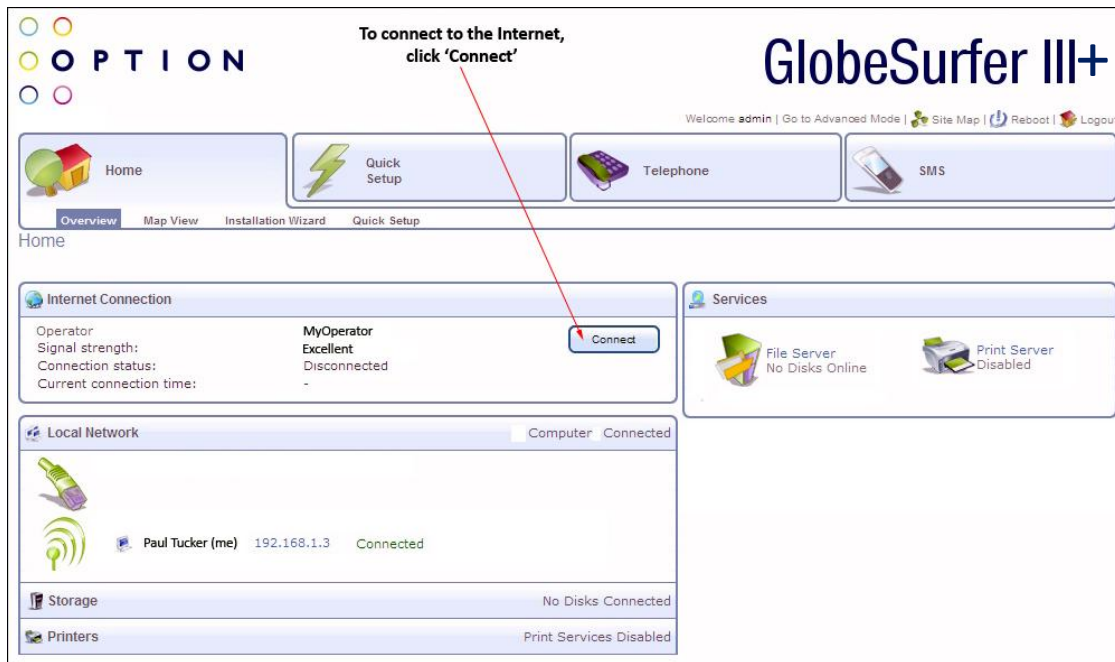 OPTION
To connect to the Internet,
click ‘Connect’
GlobeSurfer III+
Welcome admin | Go to Advanced Mode | Site Map | Reboot | Logout
Home
Quick
Setup
Telephone
SMS
Overview Map View Installation Wizard Quick Setup
Home
Internet Connection
Operator MyOperator
Signal strength: Excellent
Connection status: Disconnected
Current connection time: -
Connect
Services
File Server
No Disks Online
Print Server
Disabled
Local Network Computer Connected
Paul Tucker (me) 192.168.1.3 Connected
Storage No Disks Connected
Printers Print Services Disabled